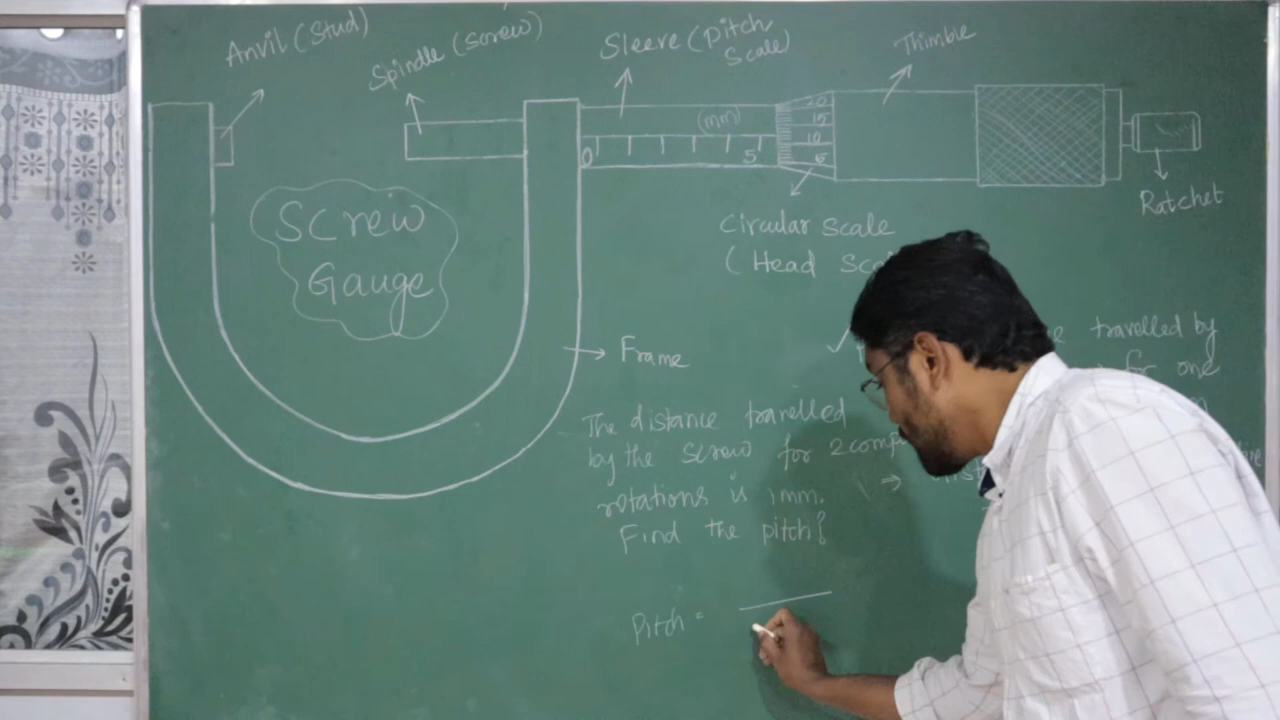 Anvil (Stud)
Spindle (screw)
Sleeve (pitch
scale)
Thimble
(mm)
0 5
20
15
10
5
Ratchet
Circular scale
(Head
Screw
Gauge
Frame
travelled by
for one
The distance travelled
by the screw for 2
rotations is 1mm.
Find the pitch?
Pitch =